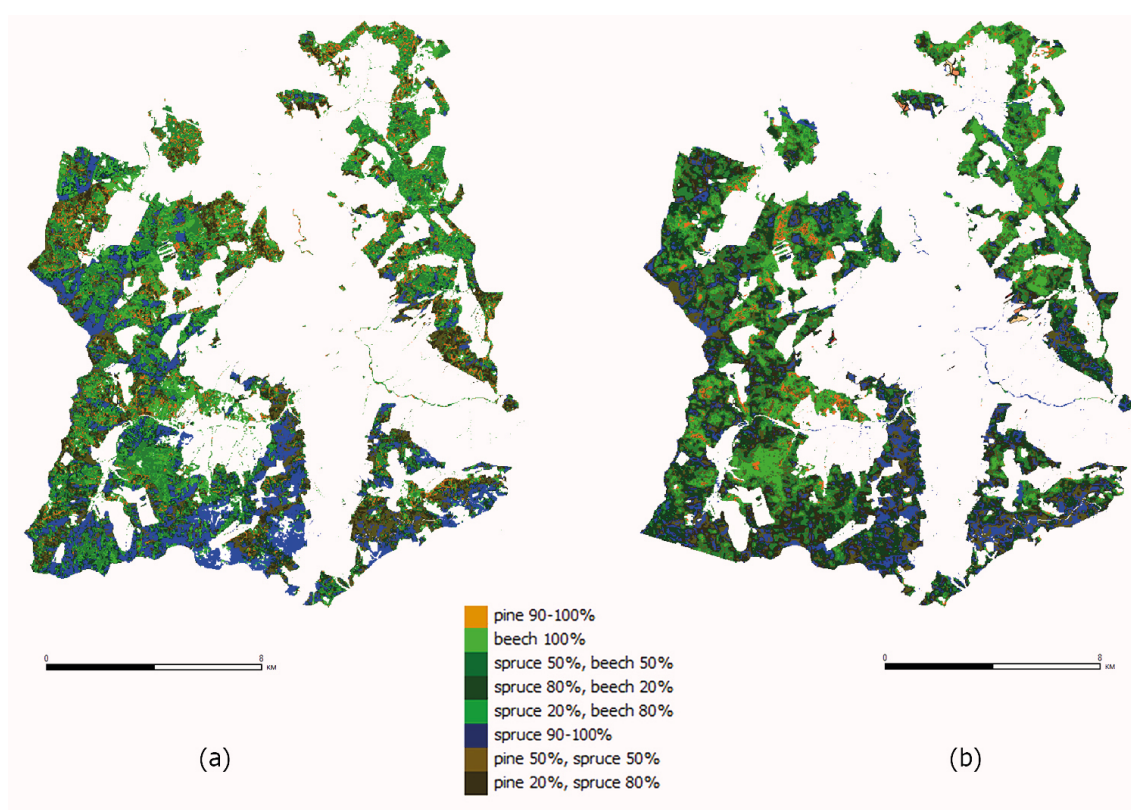 pine 90-100%
beech 100%
spruce 50%, beech 50%
spruce 80%, beech 20%
spruce 20%, beech 80%
spruce 90-100%
pine 50%, spruce 50%
pine 20%, spruce 80%
0 8
KM
0 8
KM
(a)
(b)